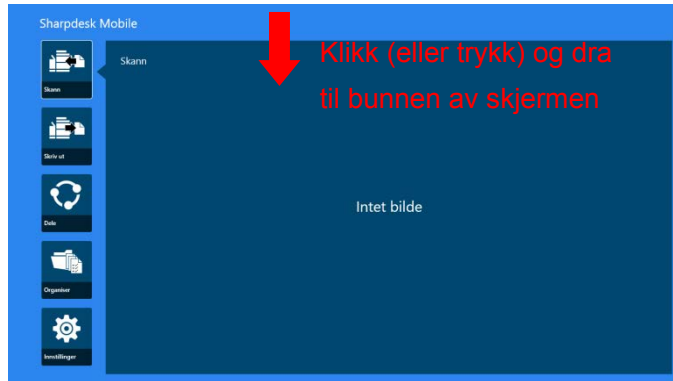 Sharpdesk Mobile
Skann
Klikk (eller trykk) og dra
til bunnen av skjermen
Skann
Skriv ut
Dele
Intet bilde
Organiser
Innstillinger